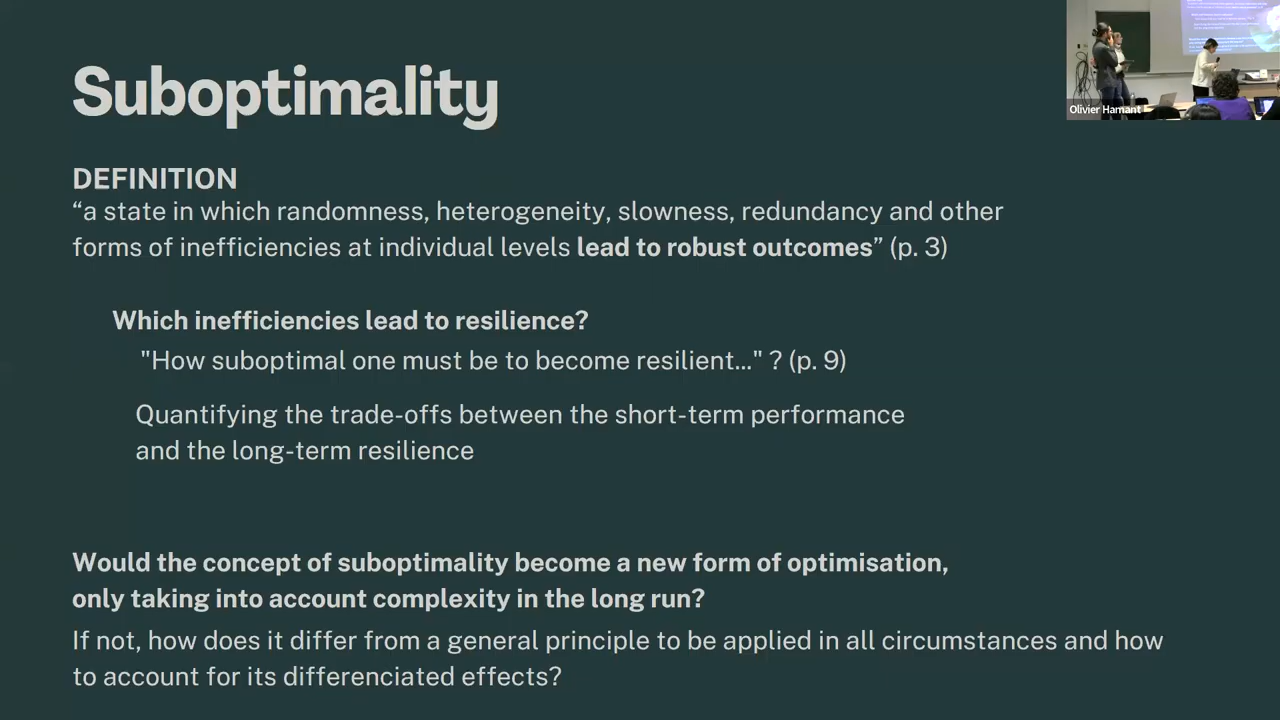 Suboptimality
Olivier Hamant
DEFINITION
“a state in which randomness, heterogeneity, slowness, redundancy and other
forms of inefficiencies at individual levels lead to robust outcomes” (p. 3)
Which inefficiencies lead to resilience?
"How suboptimal one must be to become resilient..." ? (p. 9)
Quantifying the trade-offs between the short-term performance
and the long-term resilience
Would the concept of suboptimality become a new form of optimisation,
only taking into account complexity in the long run?
If not, how does it differ from a general principle to be applied in all circumstances and how
to account for its differenciated effects?